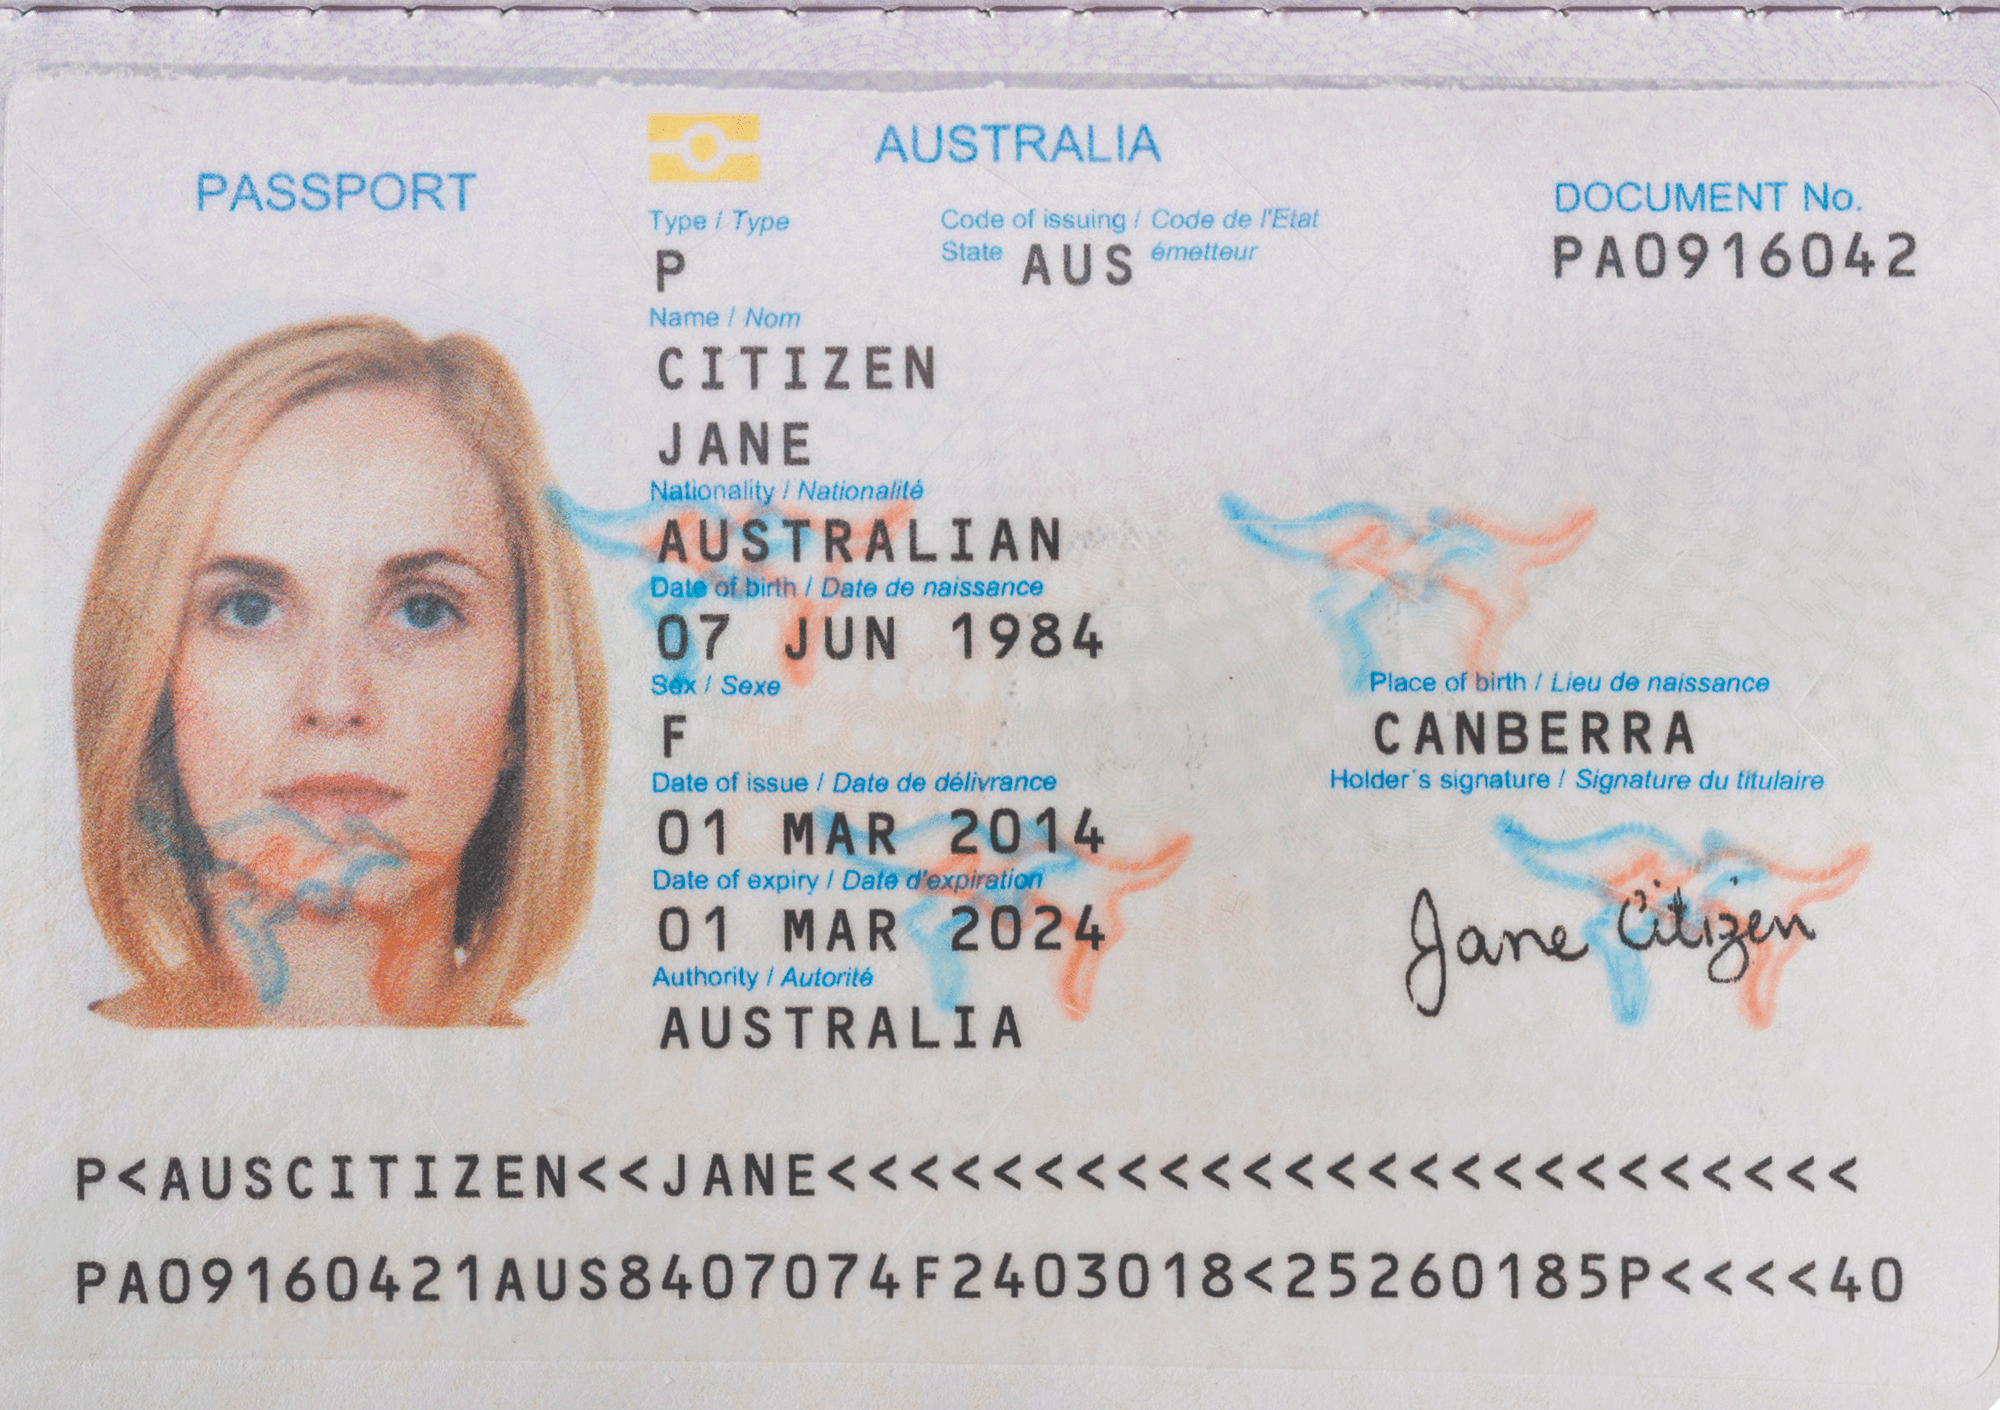 PASSPORT
AUSTRALIA
Type / Type
P
Code of issuing / Code de l'Etat
State AUS émetteur
DOCUMENT No.
PA0916042
Name / Nom
CITIZEN
JANE
Nationality / Nationalité
AUSTRALIAN
Date of birth / Date de naissance
07 JUN 1984
Sex / Sexe
F
Place of birth / Lieu de naissance
CANBERRA
Date of issue / Date de délivrance
01 MAR 2014
Holder's signature / Signature du titulaire
Jane Citizen
Date of expiry / Date d'expiration
01 MAR 2024
Authority / Autorité
AUSTRALIA
P<AUSCITIZEN<<JANE<<<<<<<<<<<<<<<<<<<<<<<<<
PA09160421AUS8407074F2403018<25260185P<<<<40